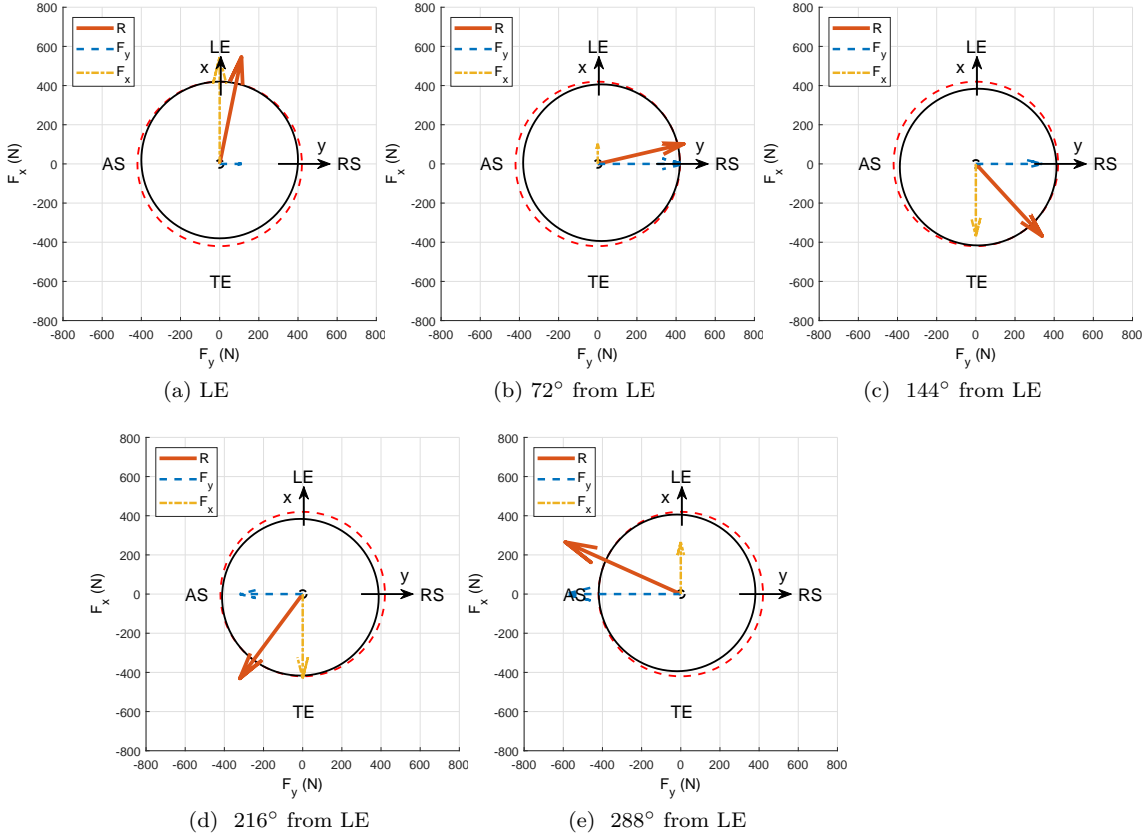 800
600
400
200
0
-200
-400
-600
-800
F_x (N)
R
F_y
F_x
LE
x
AS
y
RS
TE
-800 -600 -400 -200 0 200 400 600 800
F_y (N)
(a) LE
800
600
400
200
0
-200
-400
-600
-800
F_x (N)
R
F_y
F_x
LE
x
AS
y
RS
TE
-800 -600 -400 -200 0 200 400 600 800
F_y (N)
(b) 72° from LE
800
600
400
200
0
-200
-400
-600
-800
F_x (N)
R
F_y
F_x
LE
x
AS
y
RS
TE
-800 -600 -400 -200 0 200 400 600 800
F_y (N)
(c) 144° from LE
800
600
400
200
0
-200
-400
-600
-800
F_x (N)
R
F_y
F_x
LE
x
AS
y
RS
TE
-800 -600 -400 -200 0 200 400 600 800
F_y (N)
(d) 216° from LE
800
600
400
200
0
-200
-400
-600
-800
F_x (N)
R
F_y
F_x
LE
x
AS
y
RS
TE
-800 -600 -400 -200 0 200 400 600 800
F_y (N)
(e) 288° from LE